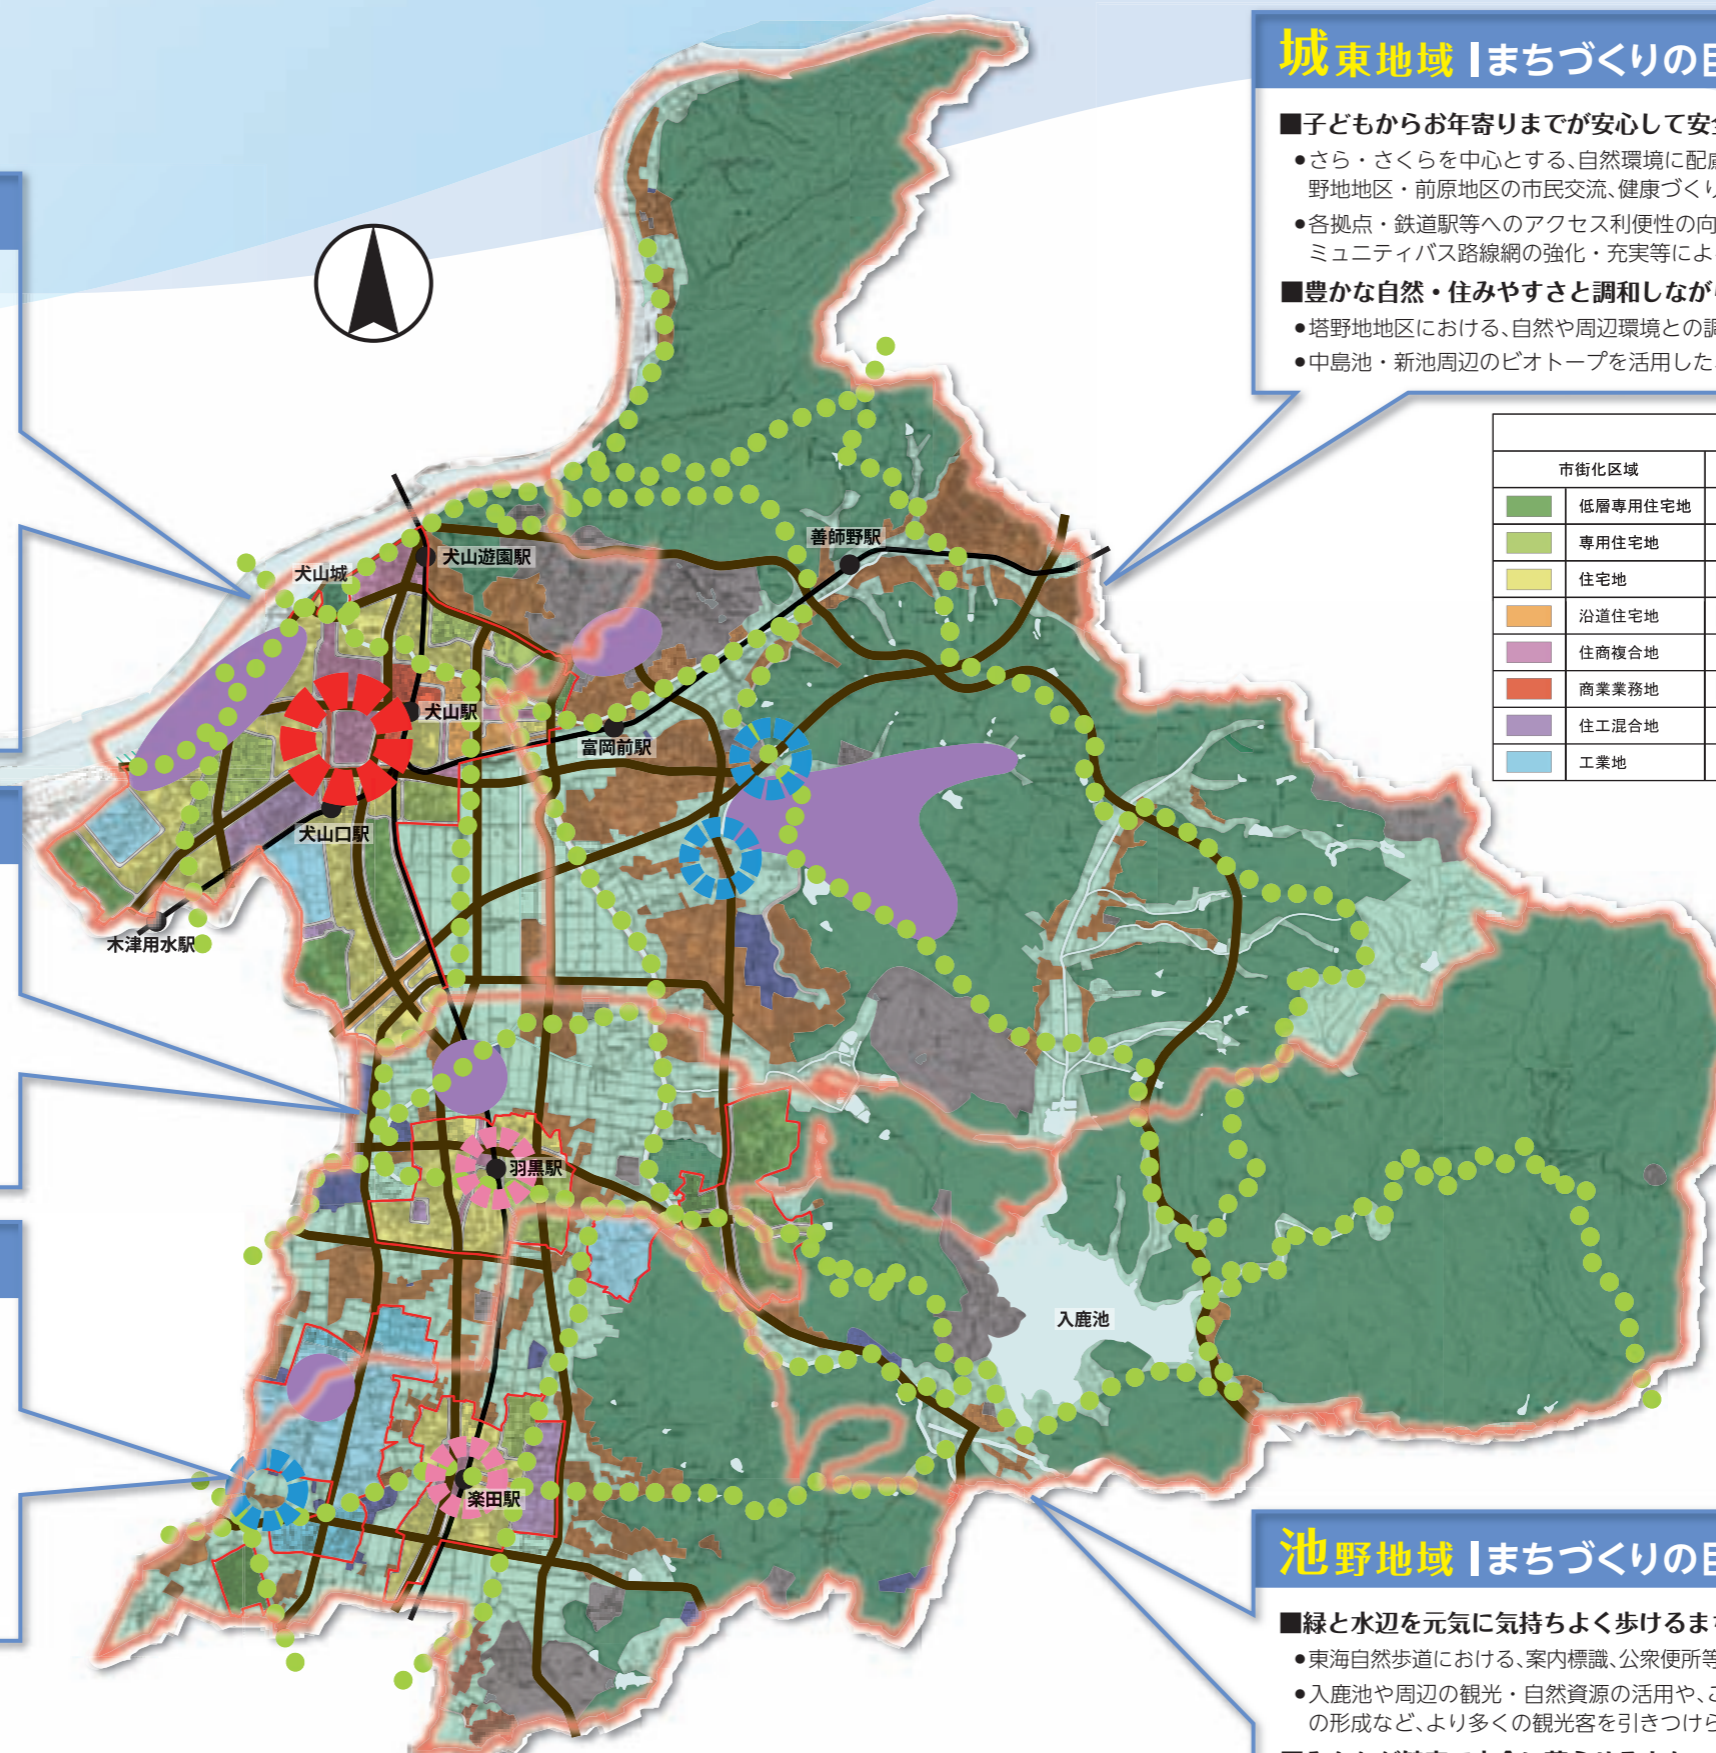 城東地域 まちづくりの目
■子どもからお年寄りまでが安心して安全
●さら・さくらを中心とする、自然環境に配慮
野地地区・前原地区の市民交流、健康づくり
●各拠点・鉄道駅等へのアクセス利便性の向
ミュニティバス路線網の強化・充実等によ
■豊かな自然・住みやすさと調和しながら
●塔野地地区における、自然や周辺環境との調
●中島池・新池周辺のビオトープを活用した
市街化区域
低層専用住宅地
専用住宅地
住宅地
沿道住宅地
住商複合地
商業業務地
住工混合地
工業地
犬山遊園駅
善師野駅
犬山城
犬山駅
富岡前駅
犬山口駅
木津用水駅
羽黒駅
入鹿池
楽田駅
池野地域 まちづくりの目
■緑と水辺を元気に気持ちよく歩けるまち
●東海自然歩道における、案内標識、公衆便所等
●入鹿池や周辺の観光・自然資源の活用や、こ
の形成など、より多くの観光客を引きつけら